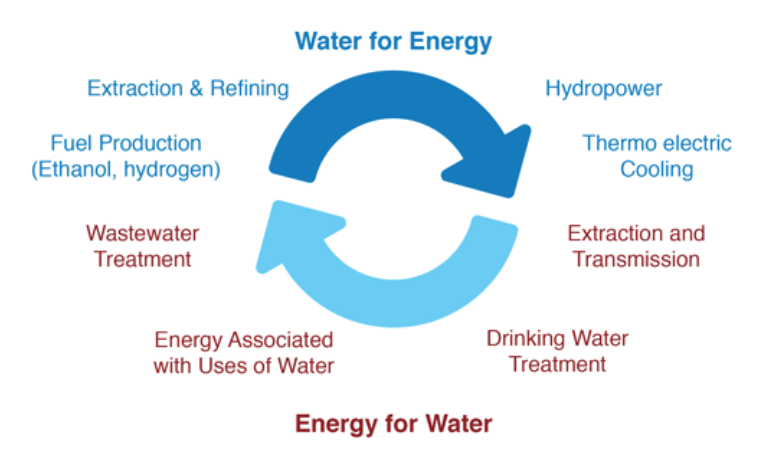 Water for Energy
Extraction & Refining
Hydropower
Fuel Production
(Ethanol, hydrogen)
Thermo electric
Cooling
Wastewater
Treatment
Extraction and
Transmission
Energy Associated
with Uses of Water
Drinking Water
Treatment
Energy for Water